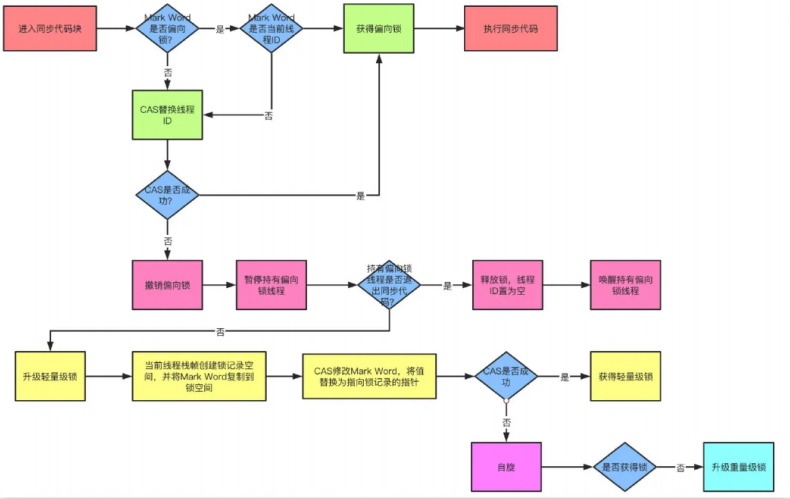 进入同步代码块
Mark Word
是否偏向
锁?
是
Mark Word
是否当前线
程ID
获得偏向锁
执行同步代码
否
否
CAS替换线程
ID
CAS是否成
功?
是
否
撤销偏向锁
暂停持有偏向
锁线程
持有偏向锁
线程是否退
出同步代
码?
是
释放锁，线程
ID置为空
唤醒持有偏向
锁线程
否
升级轻量级锁
当前线程栈帧创建锁记录空
间，并将Mark Word复制到
锁空间
CAS修改Mark Word，将值
替换为指向锁记录的指针
CAS是否成
功
是
获得轻量级锁
否
自旋
是否获得锁
否
升级重量级锁